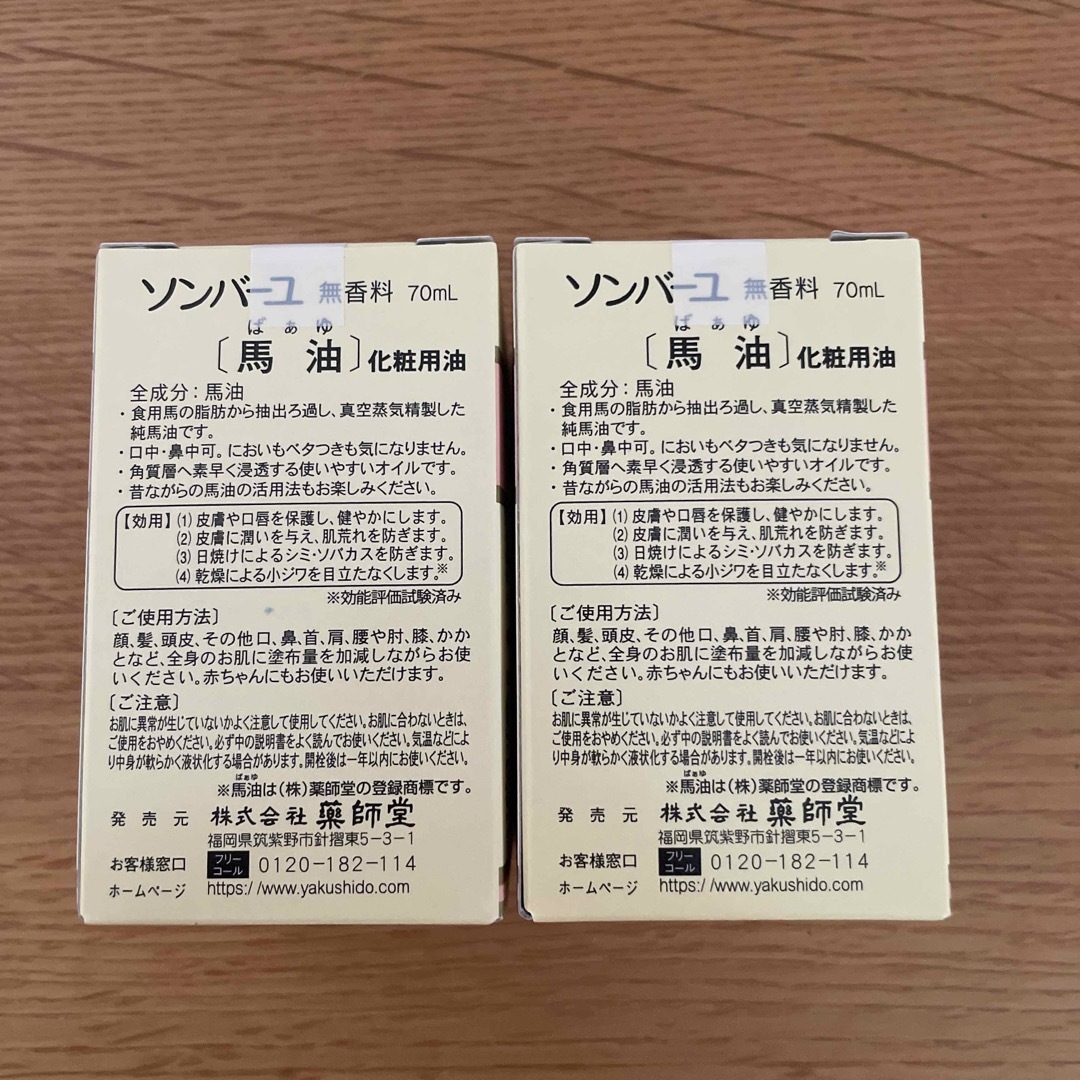 ソンバーユ 無香料 70mL
ばぁゆ
〔馬油〕化粧用油
全成分：馬油
・食用馬の脂肪から抽出ろ過し、真空蒸気精製した
純馬油です。
・口中・鼻中可。においもベタつきも気になりません。
・角質層へ素早く浸透する使いやすいオイルです。
・昔ながらの馬油の活用法もお楽しみください。
【効用】(1) 皮膚や口唇を保護し、健やかにします。
(2) 皮膚に潤いを与え、肌荒れを防ぎます。
(3) 日焼けによるシミ・ソバカスを防ぎます。
(4) 乾燥による小ジワを目立たなくします。※
※効能評価試験済み
〔ご使用方法〕
顔、髪、頭皮、その他口、鼻、首、肩、腰や肘、膝、かか
となど、全身のお肌に塗布量を加減しながらお使
いください。赤ちゃんにもお使いいただけます。
〔ご注意〕
お肌に異常が生じていないかよく注意して使用してください。お肌に合わないときは、
ご使用をおやめください。必ず中の説明書をよく読んでお使いください。気温などによ
り中身が軟らかく液状化する場合があります。開栓後は一年以内にお使いください。
ばぁゆ
※馬油は(株)薬師堂の登録商標です。
発売元 株式会社 薬師堂
福岡県筑紫野市針摺東5-3-1
お客様窓口 フリーコール 0120-182-114
ホームページ https://www.yakushido.com
ソンバーユ 無香料 70mL
ばぁゆ
〔馬油〕化粧用油
全成分：馬油
・食用馬の脂肪から抽出ろ過し、真空蒸気精製した
純馬油です。
・口中・鼻中可。においもベタつきも気になりません。
・角質層へ素早く浸透する使いやすいオイルです。
・昔ながらの馬油の活用法もお楽しみください。
【効用】(1) 皮膚や口唇を保護し、健やかにします。
(2) 皮膚に潤いを与え、肌荒れを防ぎます。
(3) 日焼けによるシミ・ソバカスを防ぎます。
(4) 乾燥による小ジワを目立たなくします。※
※効能評価試験済み
〔ご使用方法〕
顔、髪、頭皮、その他口、鼻、首、肩、腰や肘、膝、かか
となど、全身のお肌に塗布量を加減しながらお使
いください。赤ちゃんにもお使いいただけます。
〔ご注意〕
お肌に異常が生じていないかよく注意して使用してください。お肌に合わないときは、
ご使用をおやめください。必ず中の説明書をよく読んでお使いください。気温などによ
り中身が軟らかく液状化する場合があります。開栓後は一年以内にお使いください。
ばぁゆ
※馬油は(株)薬師堂の登録商標です。
発売元 株式会社 薬師堂
福岡県筑紫野市針摺東5-3-1
お客様窓口 フリーコール 0120-182-114
ホームページ https://www.yakushido.com